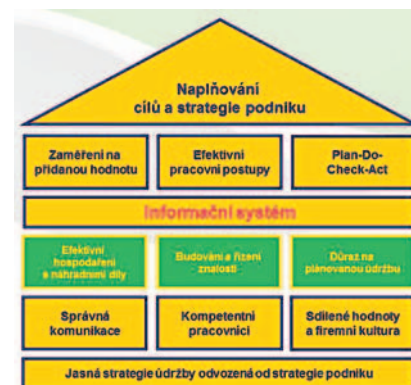 Naplňování
cílů a strategie podniku
Zaměření na
přidanou hodnotu
Efektivní
pracovní postupy
Plan-Do-
Check-Act
Informační systém
Efektivní
hospodaření
s náhradními díly
Budování a řízení
znalostí
Důraz na
plánovanou údržbu
Správná
komunikace
Kompetentní
pracovníci
Sdílené hodnoty
a firemní kultura
Jasná strategie údržby odvozená od strategie podniku